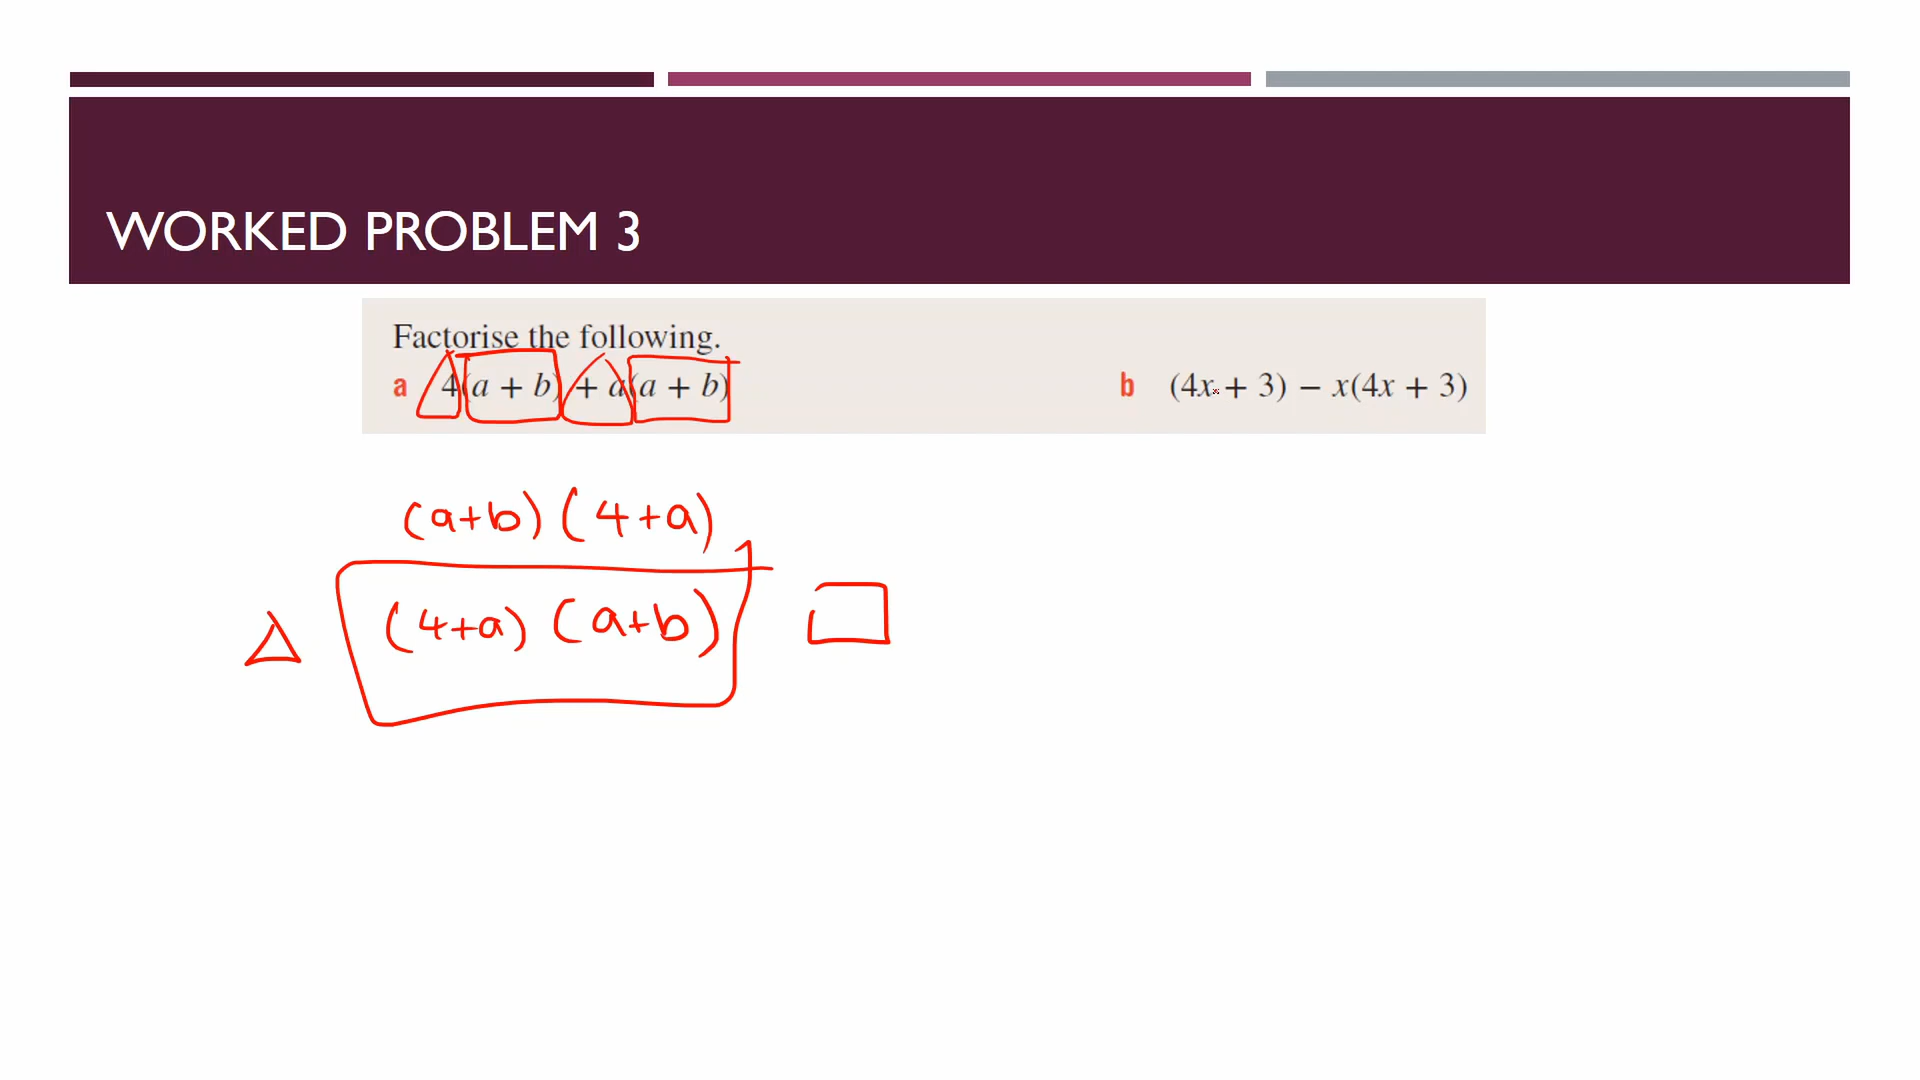 WORKED PROBLEM 3
Factorise the following.
a 4(a + b) + a(a + b)
b (4x + 3) − x(4x + 3)
(a+b) (4+a)
(4+a) (a+b)